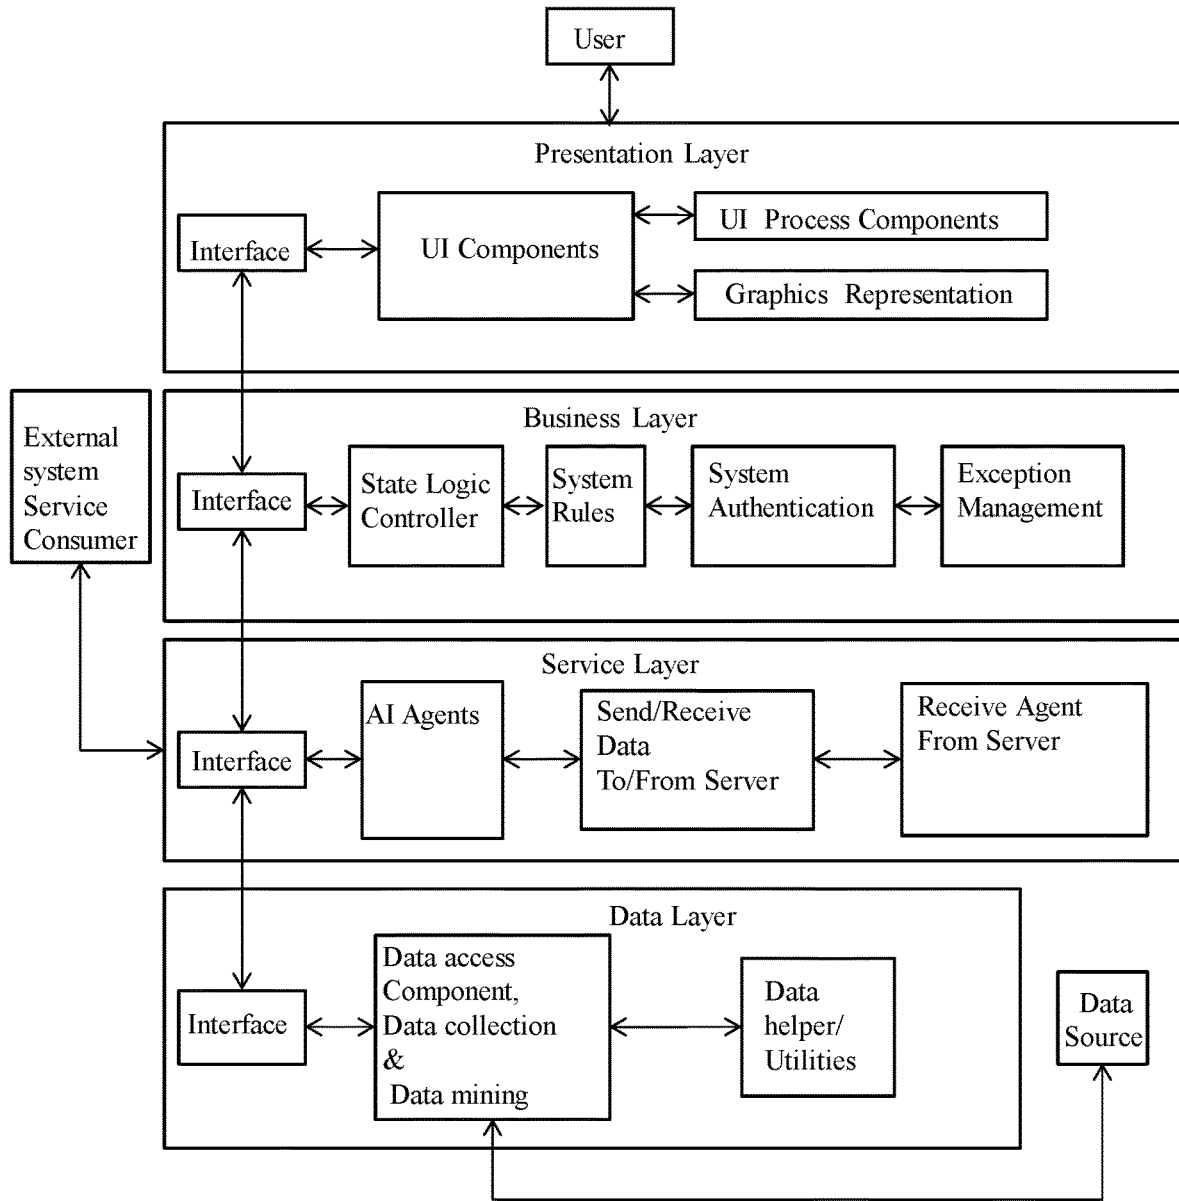 User
Presentation Layer
Interface
UI Components
UI Process Components
Graphics Representation
External
system
Service
Consumer
Business Layer
Interface
State Logic
Controller
System
Rules
System
Authentication
Exception
Management
Service Layer
Interface
AI Agents
Send/Receive
Data
To/From Server
Receive Agent
From Server
Data Layer
Interface
Data access
Component,
Data collection
&
Data mining
Data
helper/
Utilities
Data
Source